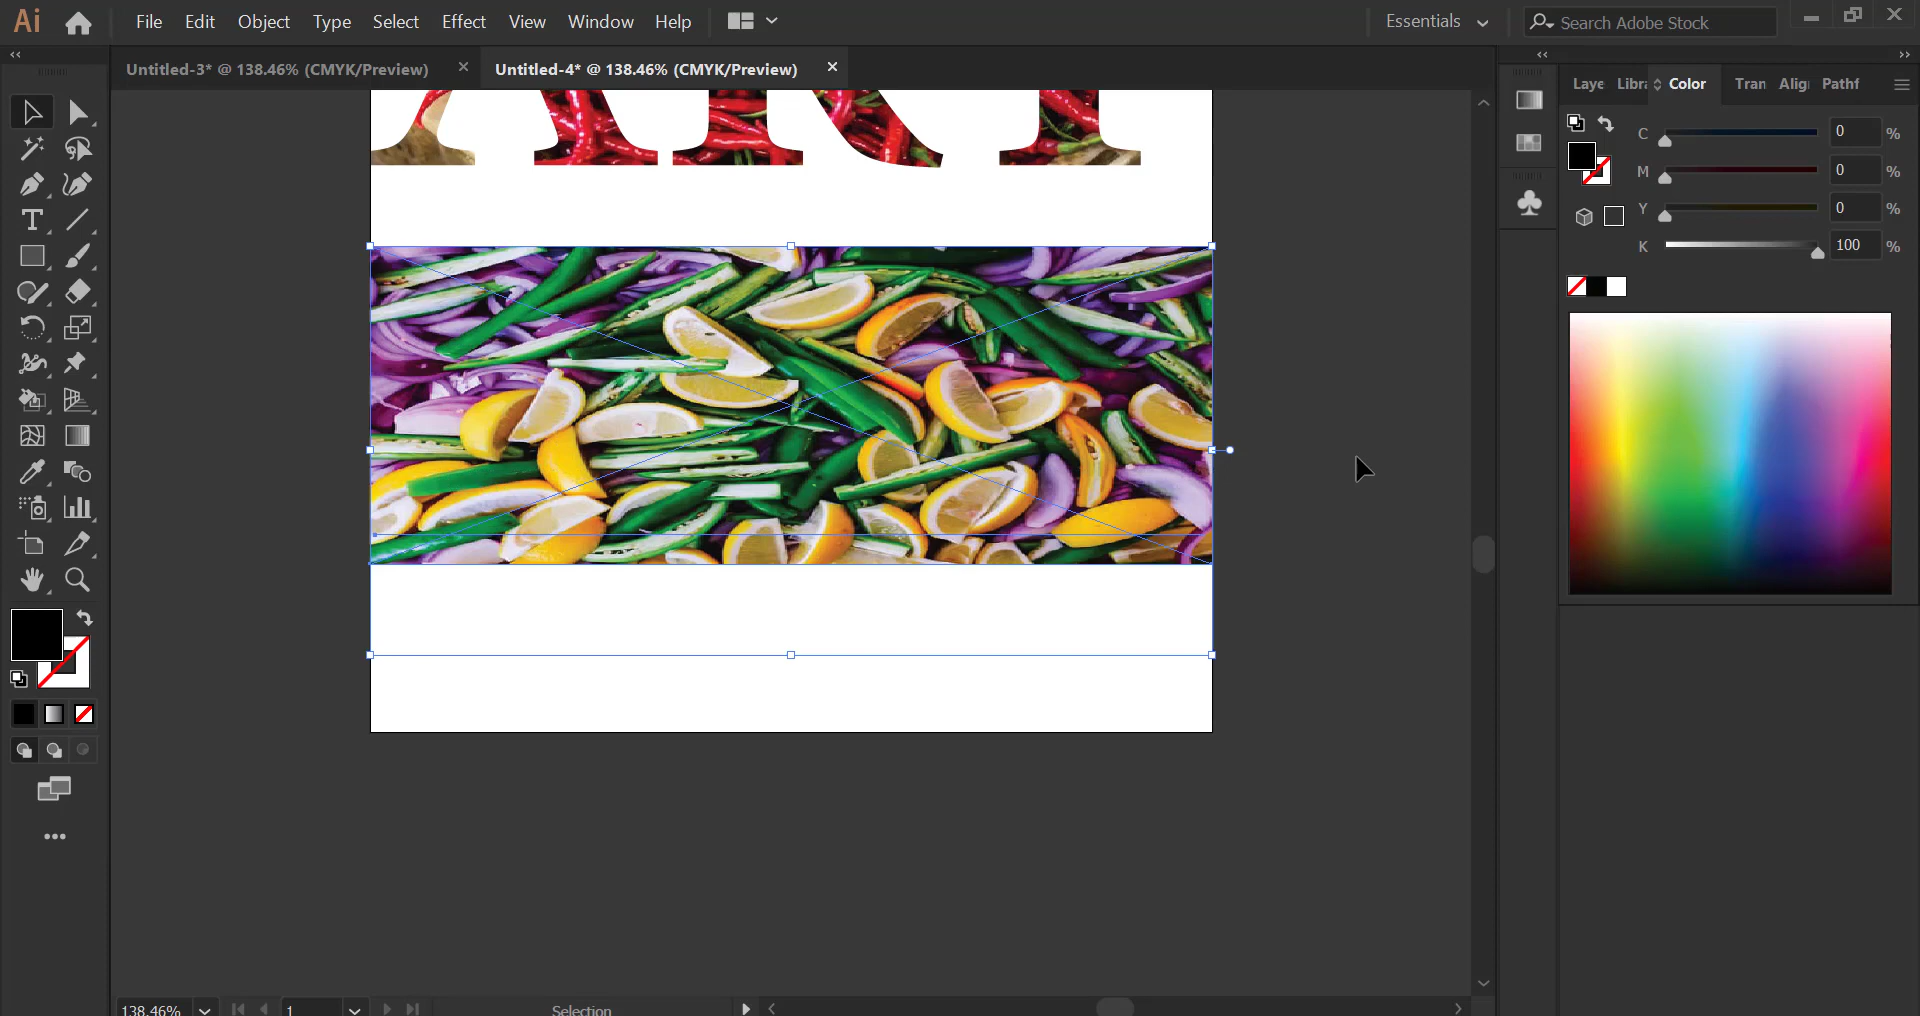 Ai File Edit Object Type Select Effect View Window Help Essentials Search Adobe Stock
Untitled-3* @ 138.46% (CMYK/Preview) Untitled-4* @ 138.46% (CMYK/Preview)
Laye Libra Color Tran Alig Pathf
C 0 %
M 0 %
Y 0 %
K 100 %
138.46% 1 Selection